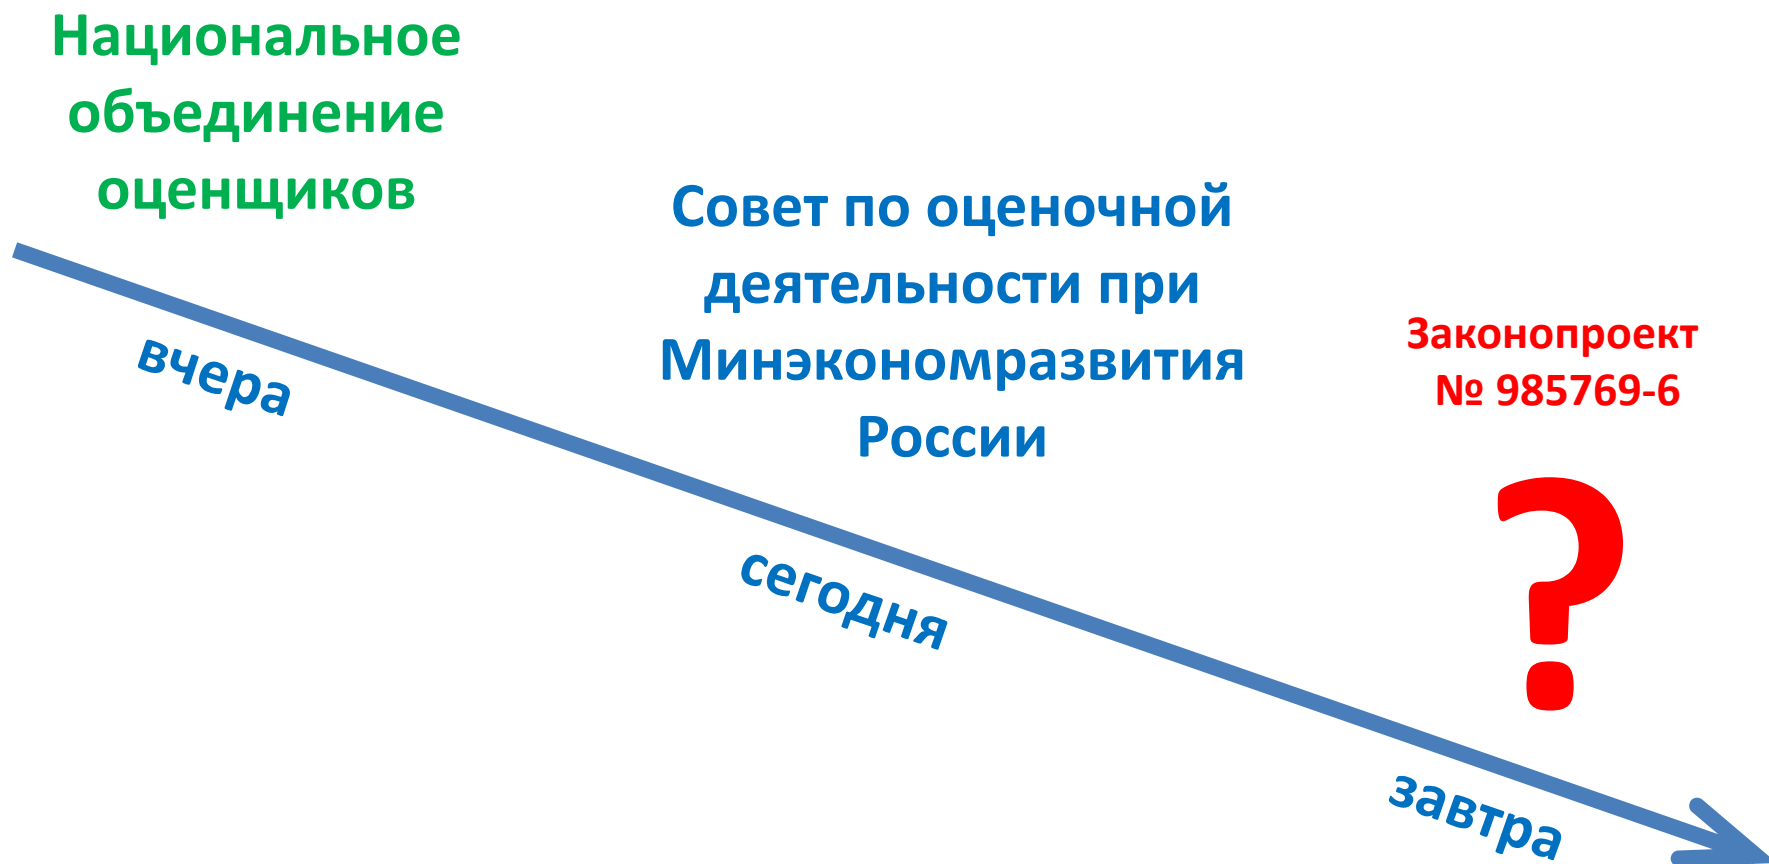 Национальное
объединение
оценщиков
вчера
Совет по оценочной
деятельности при
Минэкономразвития
России
сегодня
Законопроект
№ 985769-6
?
завтра